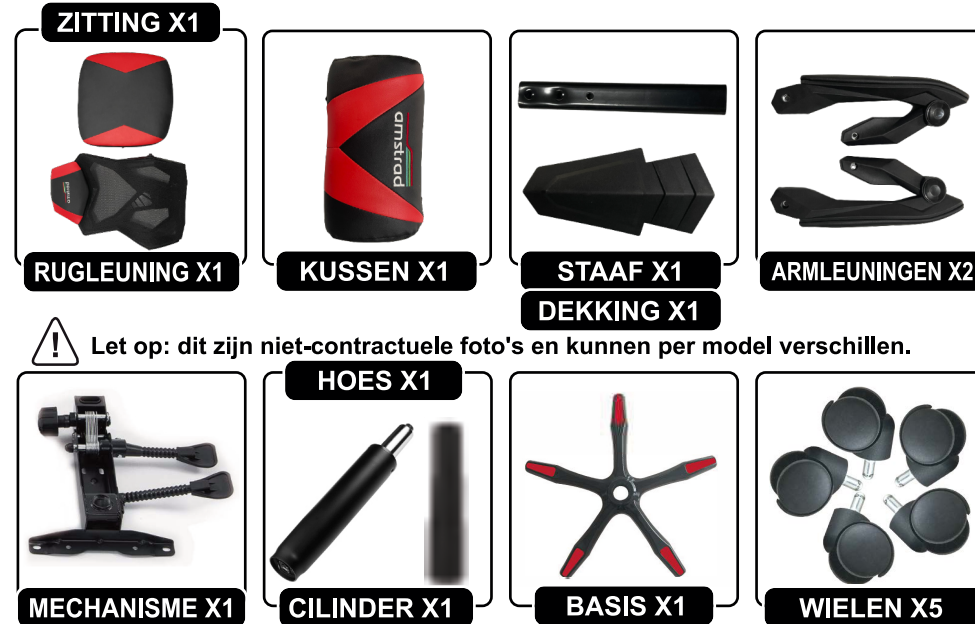 ZITTING X1
amstrad
RUGLEUNING X1
KUSSEN X1
STAAF X1
ARMLEUNINGEN X2
DEKKING X1
Let op: dit zijn niet-contractuele foto's en kunnen per model verschillen.
HOES X1
MECHANISME X1
CILINDER X1
BASIS X1
WIELEN X5